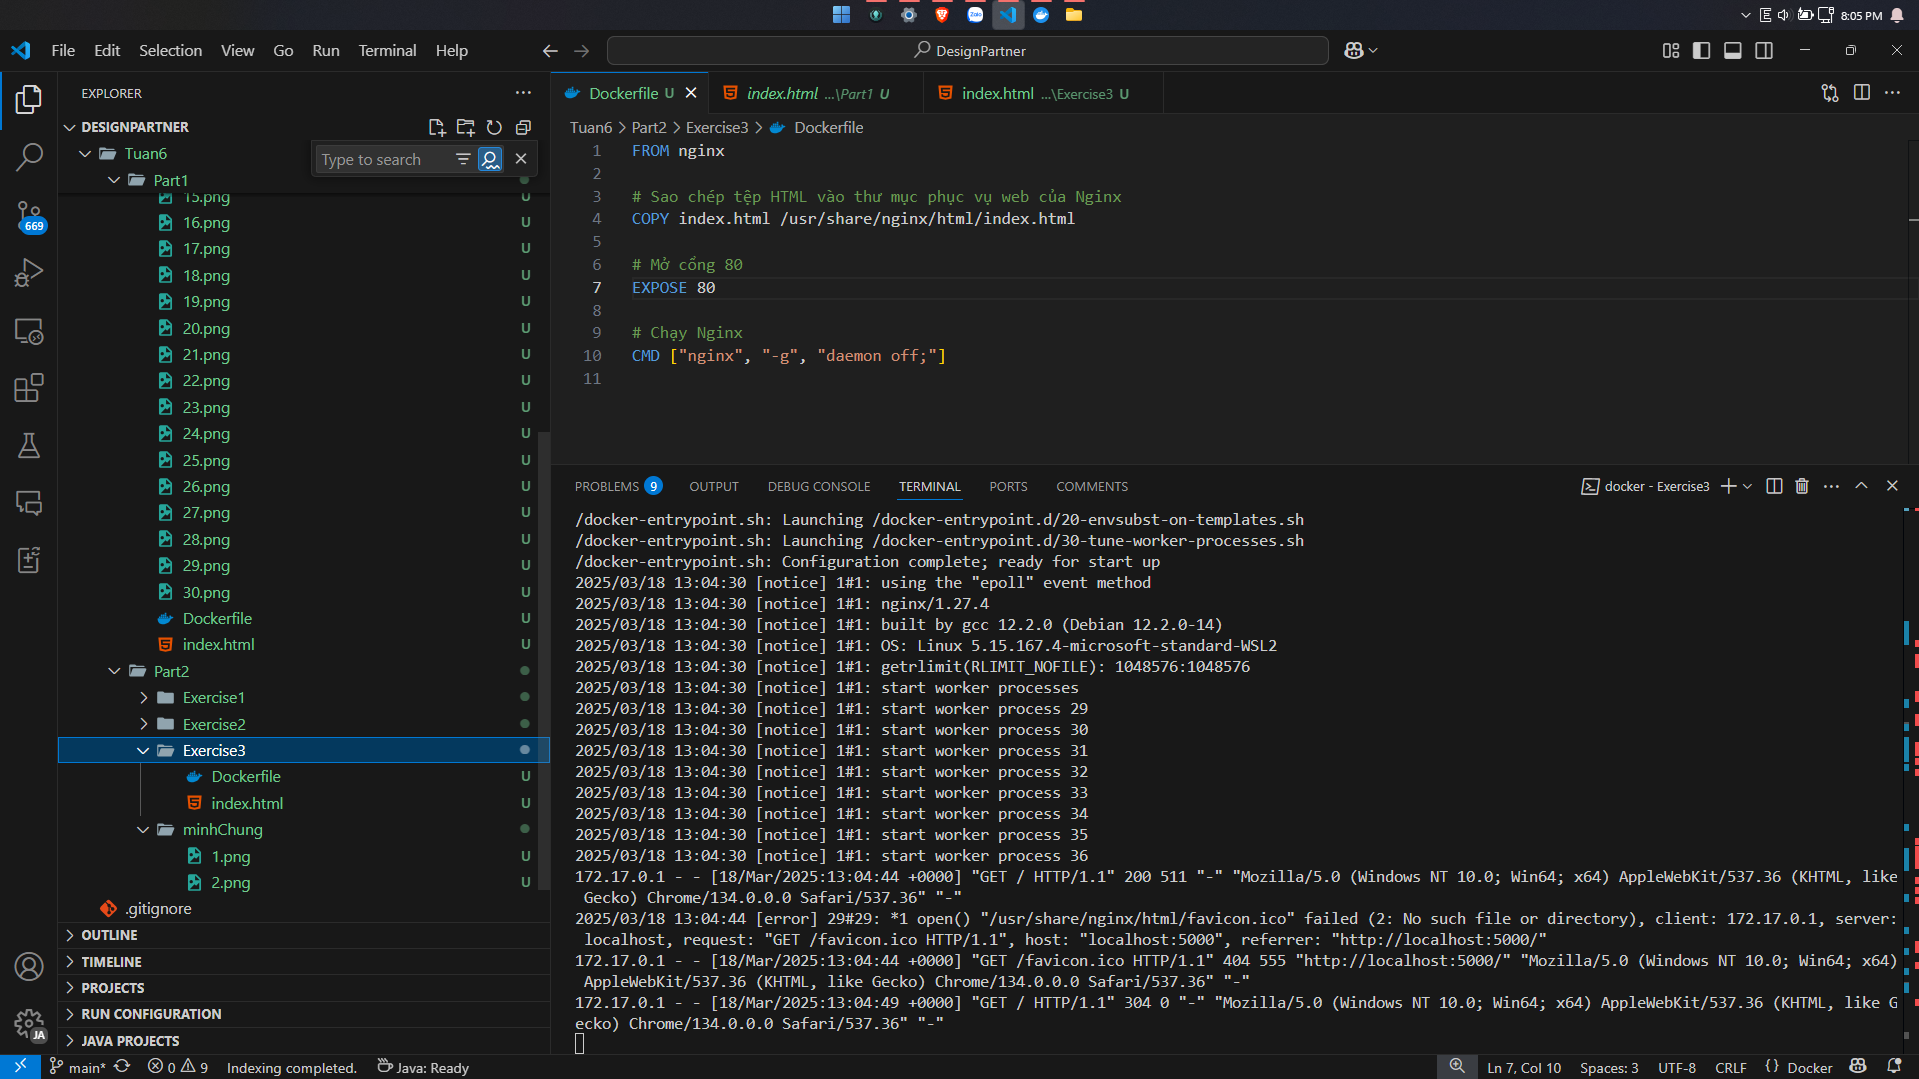 8:05 PM
File Edit Selection View Go Run Terminal Help
DesignPartner
EXPLORER
DESIGNPARTNER
Type to search
Tuan6
Part1
15.png U
16.png U
17.png U
18.png U
19.png U
20.png U
21.png U
22.png U
23.png U
24.png U
25.png U
26.png U
27.png U
28.png U
29.png U
30.png U
Dockerfile U
index.html U
Part2
Exercise1
Exercise2
Exercise3
Dockerfile U
index.html U
minhChung
1.png U
2.png U
.gitignore
OUTLINE
TIMELINE
PROJECTS
RUN CONFIGURATION
JAVA PROJECTS
669
JA
Dockerfile U index.html ...\Part1 U index.html ...\Exercise3 U
Tuan6 > Part2 > Exercise3 > Dockerfile
1 FROM nginx
2
3 # Sao chép tệp HTML vào thư mục phục vụ web của Nginx
4 COPY index.html /usr/share/nginx/html/index.html
5
6 # Mở cổng 80
7 EXPOSE 80
8
9 # Chạy Nginx
10 CMD ["nginx", "-g", "daemon off;"]
11
PROBLEMS 9 OUTPUT DEBUG CONSOLE TERMINAL PORTS COMMENTS
docker - Exercise3
/docker-entrypoint.sh: Launching /docker-entrypoint.d/20-envsubst-on-templates.sh
/docker-entrypoint.sh: Launching /docker-entrypoint.d/30-tune-worker-processes.sh
/docker-entrypoint.sh: Configuration complete; ready for start up
2025/03/18 13:04:30 [notice] 1#1: using the "epoll" event method
2025/03/18 13:04:30 [notice] 1#1: nginx/1.27.4
2025/03/18 13:04:30 [notice] 1#1: built by gcc 12.2.0 (Debian 12.2.0-14)
2025/03/18 13:04:30 [notice] 1#1: OS: Linux 5.15.167.4-microsoft-standard-WSL2
2025/03/18 13:04:30 [notice] 1#1: getrlimit(RLIMIT_NOFILE): 1048576:1048576
2025/03/18 13:04:30 [notice] 1#1: start worker processes
2025/03/18 13:04:30 [notice] 1#1: start worker process 29
2025/03/18 13:04:30 [notice] 1#1: start worker process 30
2025/03/18 13:04:30 [notice] 1#1: start worker process 31
2025/03/18 13:04:30 [notice] 1#1: start worker process 32
2025/03/18 13:04:30 [notice] 1#1: start worker process 33
2025/03/18 13:04:30 [notice] 1#1: start worker process 34
2025/03/18 13:04:30 [notice] 1#1: start worker process 35
2025/03/18 13:04:30 [notice] 1#1: start worker process 36
172.17.0.1 - - [18/Mar/2025:13:04:44 +0000] "GET / HTTP/1.1" 200 511 "-" "Mozilla/5.0 (Windows NT 10.0; Win64; x64) AppleWebKit/537.36 (KHTML, like
Gecko) Chrome/134.0.0.0 Safari/537.36" "-"
2025/03/18 13:04:44 [error] 29#29: *1 open() "/usr/share/nginx/html/favicon.ico" failed (2: No such file or directory), client: 172.17.0.1, server:
localhost, request: "GET /favicon.ico HTTP/1.1", host: "localhost:5000", referrer: "http://localhost:5000/"
172.17.0.1 - - [18/Mar/2025:13:04:44 +0000] "GET /favicon.ico HTTP/1.1" 404 555 "http://localhost:5000/" "Mozilla/5.0 (Windows NT 10.0; Win64; x64)
AppleWebKit/537.36 (KHTML, like Gecko) Chrome/134.0.0.0 Safari/537.36" "-"
172.17.0.1 - - [18/Mar/2025:13:04:49 +0000] "GET / HTTP/1.1" 304 0 "-" "Mozilla/5.0 (Windows NT 10.0; Win64; x64) AppleWebKit/537.36 (KHTML, like G
ecko) Chrome/134.0.0.0 Safari/537.36" "-"
main* 0 9 Indexing completed. Java: Ready Ln 7, Col 10 Spaces: 3 UTF-8 CRLF {} Docker